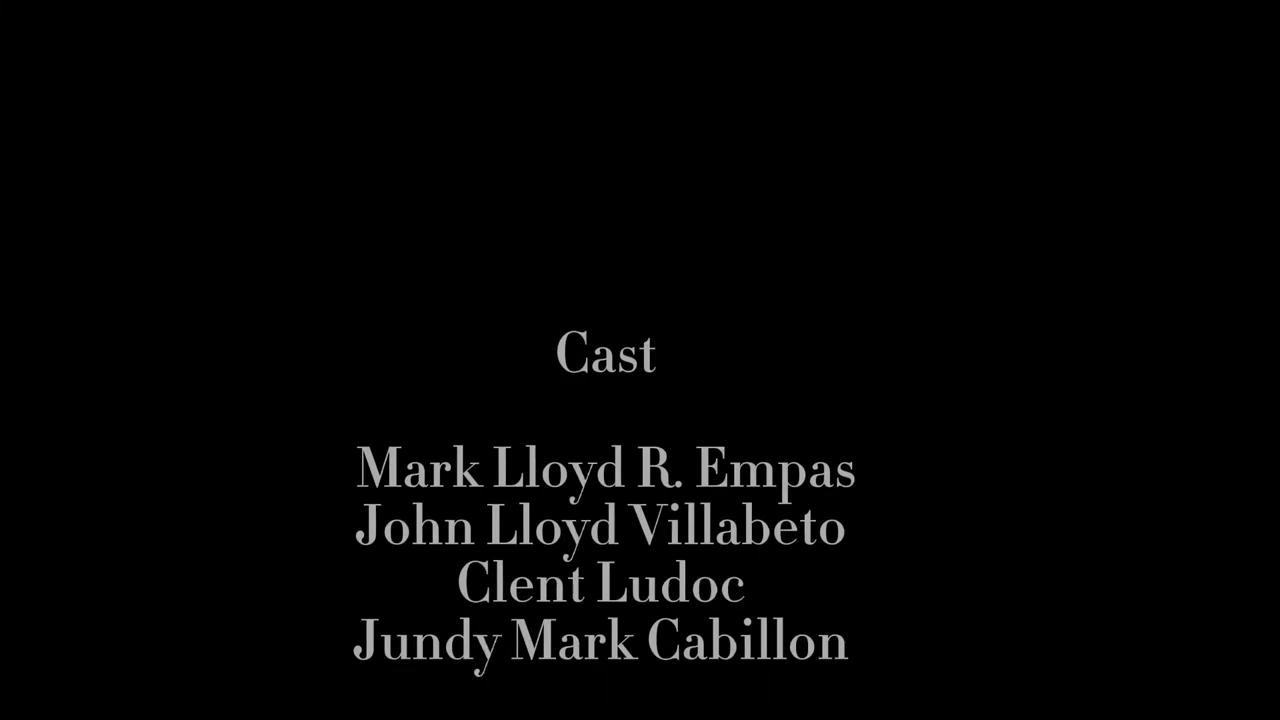 Cast
Mark Lloyd R. Empas
John Lloyd Villabeto
Clent Ludoc
Jundy Mark Cabillon